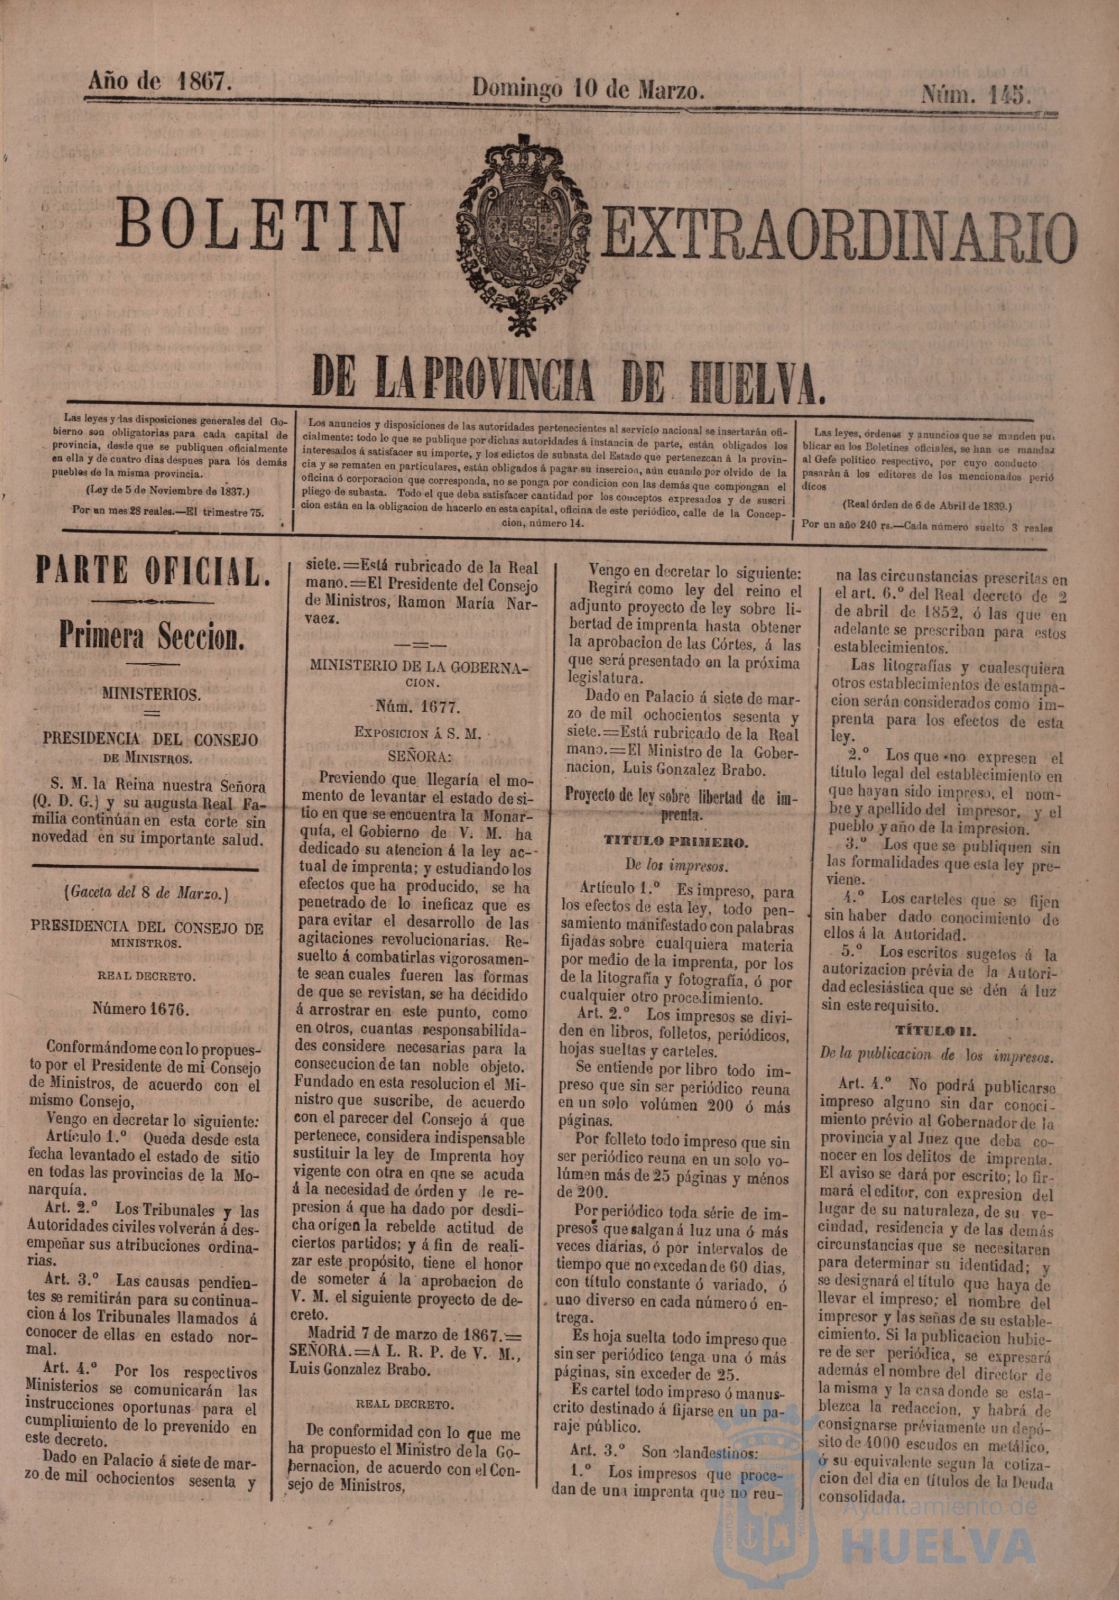 Año de 1867.
Domingo 10 de Marzo.
Núm. 145.
BOLETIN EXTRAORDINARIO
DE LA PROVINCIA DE HUELVA.
Las leyes y las disposiciones generales del Go-
bierno son obligatorias para cada capital de
provincia, desde que se publiquen oficialmente
en ella y de cuatro dias despues para lós demás
pueblos de la misma provincia.
(Ley de 5 de Noviembre de 1837.)
Por un mes 28 reales.—El trimestre 75.
Los anuncios y disposiciones de las autoridades pertenecientes al servicio nacional se insertarán ofi-
cialmente: todo lo que se publique por dichas autoridades á instancia de parte, están obligados los
interesados á satisfacer su importe, y los edictos de subasta del Estado que pertenezcan á la provin-
cia y se rematen en particulares, están obligados á pagar su insercion, aún cuando por olvido de la
oficina ó corporacion que corresponda, no se ponga por condicion con las demás que compongan el
pliego de subasta. Todo el que deba satisfacer cantidad por los conceptos expresados y de suscri
cion están en la obligacion de hacerlo en esta capital, oficina de este periódico, calle de la Concep-
cion, número 14.
Las leyes, órdenes y anuncios que se manden pu
blicar en los Boletines oficiales, se han de mandar
al Gefe político respectivo, por cuyo conducto
pasarán á los editores de los mencionados perió
dicos
(Real órden de 6 de Abril de 1839.)
Por un año 240 rs.—Cada número suelto 3 reales
PARTE OFICIAL.
Primera Seccion.
MINISTERIOS.
PRESIDENCIA DEL CONSEJO
DE MINISTROS.
S. M. la Reina nuestra Señora
(Q. D. G.) y su augusta Real Fa-
milia continúan en esta corte sin
novedad en su importante salud.
(Gaceta del 8 de Marzo.)
PRESIDENCIA DEL CONSEJO DE
MINISTROS.
REAL DECRETO.
Número 1676.
Conformándome con lo propues-
to por el Presidente de mi Consejo
de Ministros, de acuerdo con el
mismo Consejo,
Vengo en decretar lo siguiente:
Artículo 1.º Queda desde esta
fecha levantado el estado de sitio
en todas las provincias de la Mo-
narquía.
Art. 2.º Los Tribunales y las
Autoridades civiles volverán á des-
empeñar sus atribuciones ordina-
rias.
Art. 3.º Las causas pendien-
tes se remitirán para su continua-
cion á los Tribunales llamados á
conocer de ellas en estado nor-
mal.
Art. 4.º Por los respectivos
Ministerios se comunicarán las
instrucciones oportunas para el
cumplimiento de lo prevenido en
este decreto.
Dado en Palacio á siete de mar-
zo de mil ochocientos sesenta y
siete.=Está rubricado de la Real
mano.=El Presidente del Consejo
de Ministros, Ramon María Nar-
vaez.
MINISTERIO DE LA GOBERNA-
CION.
Núm. 1677.
EXPOSICION Á S. M.
SEÑORA:
Previendo que llegaría el mo-
mento de levantar el estado de si-
tio en que se encuentra la Monar-
quía, el Gobierno de V. M. ha
dedicado su atencion á la ley ac-
tual de imprenta; y estudiando los
efectos que ha producido, se ha
penetrado de lo ineficaz que es
para evitar el desarrollo de las
agitaciones revolucionarias. Re-
suelto á combatirlas vigorosamen-
te sean cuales fueren las formas
de que se revistan, se ha décidido
á arrostrar en este punto, como
en otros, cuantas responsabilida-
des considere necesarias para la
consecucion de tan noble objeto.
Fundado en esta resolucion el Mi-
nistro que suscribe, de acuerdo
con el parecer del Consejo á que
pertenece, considera indispensable
sustituir la ley de Imprenta hoy
vigente con otra en qne se acuda
á la necesidad de órden y de re-
presion á que ha dado por desdi-
cha orígen la rebelde actitud de
ciertos partidos; y á fin de reali-
zar este propósito, tiene el honor
de someter á la aprobacion de
V. M. el siguiente proyecto de de-
creto.
Madrid 7 de marzo de 1867.=
SEÑORA.=A L. R. P. de V. M.,
Luis Gonzalez Brabo.
REAL DECRETO.
De conformidad con lo que me
ha propuesto el Ministro de la Go-
bernacion, de acuerdo con el Con-
sejo de Ministros,
Vengo en decretar lo siguiente:
Regirá como ley del reino el
adjunto proyecto de ley sobre li-
bertad de imprenta hasta obtener
la aprobacion de las Córtes, á las
que será presentado en la próxima
legislatura.
Dado en Palacio á siete de mar-
zo de mil ochocientos sesenta y
siete.=Está rubricado de la Real
mano.=El Ministro de la Gober-
nacion, Luis Gonzalez Brabo.
Proyecto de ley sobre libertad de im-
prenta.
TITULO PRIMERO.
De los impresos.
Artículo 1.º Es impreso, para
los efectos de esta ley, todo pen-
samiento manifestado con palabras
fijadas sobre cualquiera materia
por medio de la imprenta, por los
de la litografía y fotografía, ó por
cualquier otro procedimiento.
Art. 2.º Los impresos se divi-
den en libros, folletos, periódicos,
hojas sueltas y carteles.
Se entiende por libro todo im-
preso que sin ser periódico reuna
en un solo volúmen 200 ó más
páginas.
Por folleto todo impreso que sin
ser periódico reuna en un solo vo-
lúmen más de 25 páginas y ménos
de 200.
Por periódico toda série de im-
presos que salgan á luz una ó más
veces diarias, ó por intervalos de
tiempo que no excedan de 60 dias,
con título constante ó variado, ó
uno diverso en cada número ó en-
trega.
Es hoja suelta todo impreso que
sin ser periódico tenga una ó más
páginas, sin exceder de 25.
Es cartel todo impreso ó manus-
crito destinado á fijarse en un pa-
raje público.
Art. 3.º Son clandestinos:
1.º Los impresos que proce-
dan de una imprenta que no reu-
na las circunstancias prescritas en
el art. 6.º del Real decreto de 2
de abril de 1852, ó las que en
adelante se prescriban para estos
establecimientos.
Las litografías y cualesquiera
otros establecimientos de estampa-
cion serán considerados como im-
prenta para los efectos de esta
ley.
2.º Los que no expresen el
título legal del establecimiento en
que hayan sido impreso, el nom-
bre y apellido del impresor, y el
pueblo y año de la impresión.
3.º Los que se publiquen sin
las formalidades que esta ley pre-
viene.
4.º Los carteles que se fijen
sin haber dado conocimiento de
ellos á la Autoridad.
5.º Los escritos sugetos á la
autorizacion prévia de la Autori-
dad eclesiástica que se dén á luz
sin este requisito.
TÍTULO II.
De la publicacion de los impresos.
Art. 4.º No podrá publicarse
impreso alguno sin dar conoci-
miento prévio al Gobernador de la
provincia y al Juez que deba co-
nocer en los delitos de imprenta.
El aviso se dará por escrito; lo fir-
mará el editor, con expresion del
lugar de su naturaleza, de su ve-
cindad, residencia y de las demás
circunstancias que se necesitaren
para determinar su identidad; y
se designará el título que haya de
llevar el impreso; el nombre del
impresor y las señas de su estable-
cimiento. Si la publicacion hubie-
re de ser periódica, se expresará
además el nombre del director de
la misma y la casa donde se esta-
blezca la redaccion, y habrá de
consignarse préviamente un depó-
sito de 4000 escudos en metálico,
ó su equivalente segun la cotiza-
cion del dia en títulos de la Deuda
consolidada.
Ayuntamiento de
HUELVA